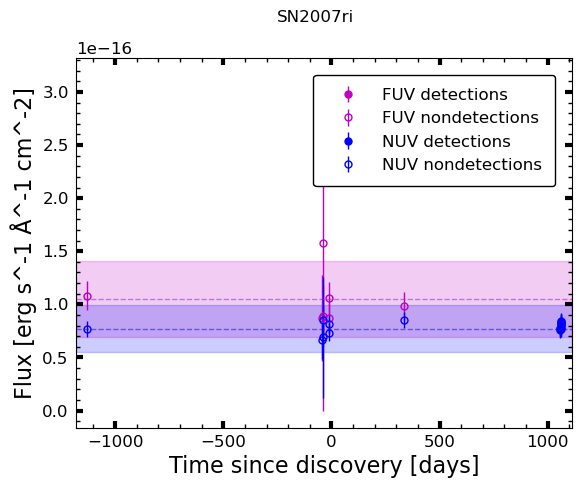 SN2007ri
1e−16
3.0
2.5
2.0
1.5
1.0
0.5
0.0
Flux [erg s^-1 Å^-1 cm^-2]
FUV detections
FUV nondetections
NUV detections
NUV nondetections
−1000 −500 0 500 1000
Time since discovery [days]